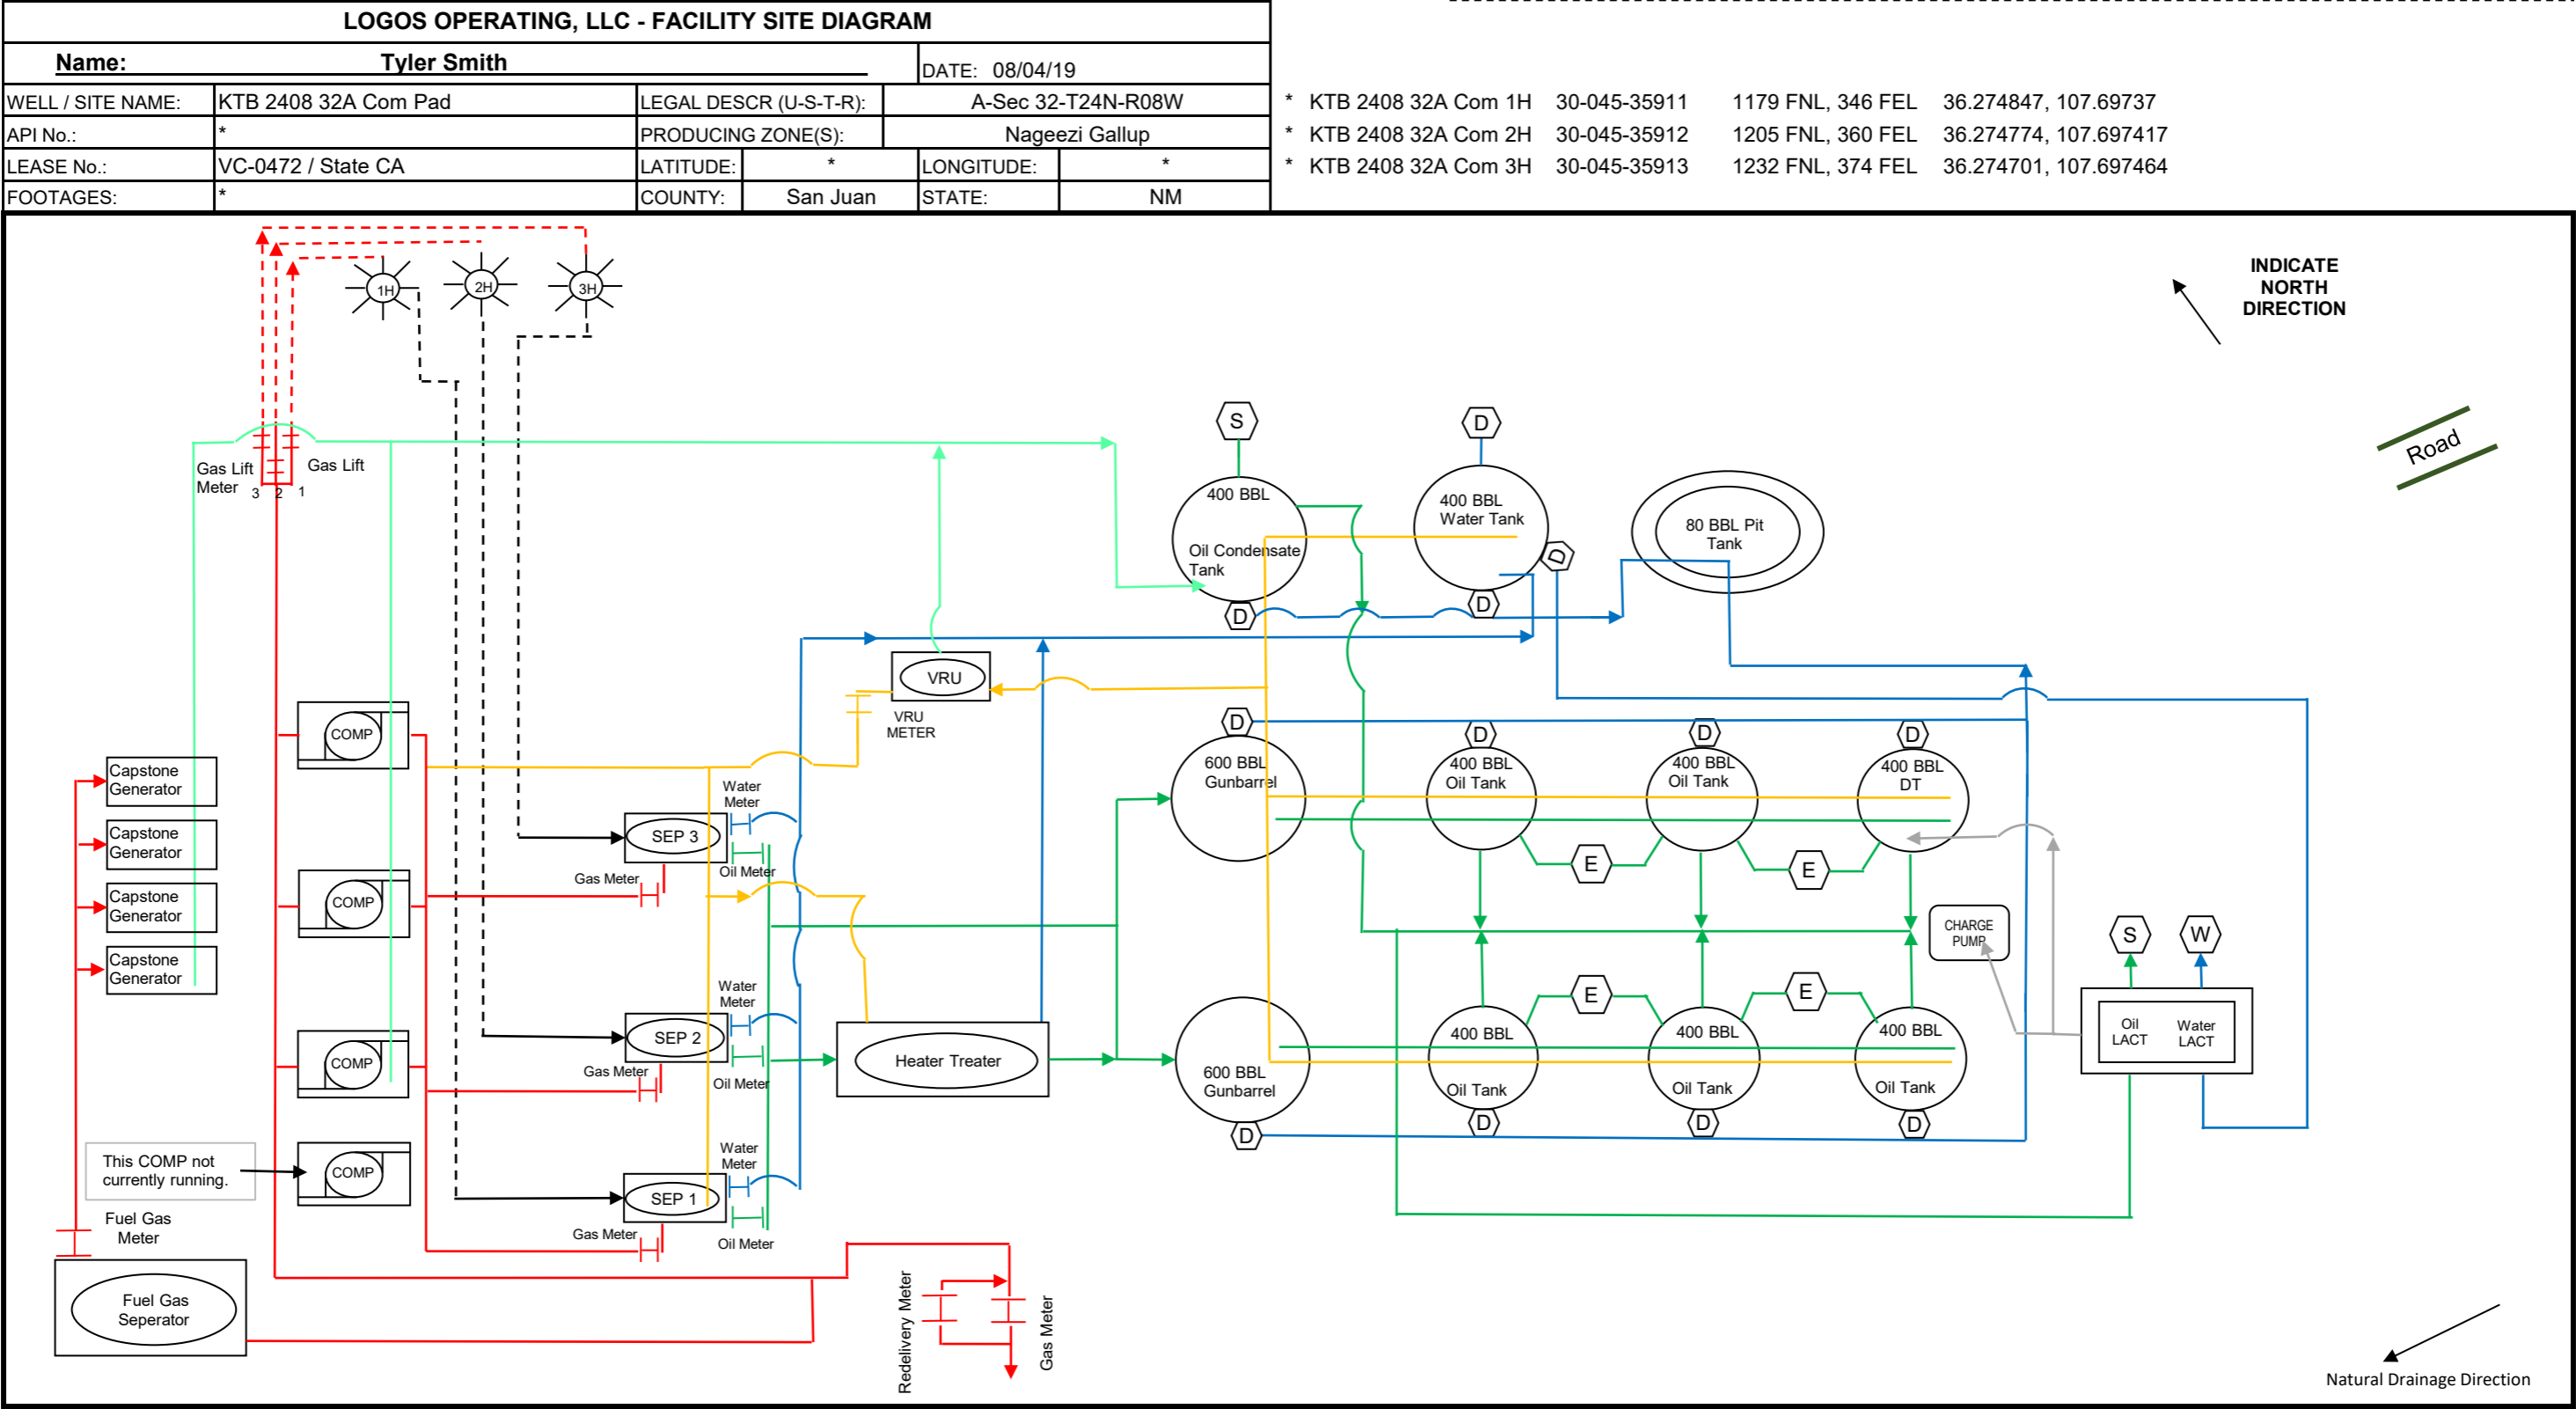 LOGOS OPERATING, LLC - FACILITY SITE DIAGRAM
Name: Tyler Smith
DATE: 08/04/19
WELL / SITE NAME: KTB 2408 32A Com Pad LEGAL DESCR (U-S-T-R): A-Sec 32-T24N-R08W
API No.: * PRODUCING ZONE(S): Nageezi Gallup
LEASE No.: VC-0472 / State CA LATITUDE: * LONGITUDE: *
FOOTAGES: * COUNTY: San Juan STATE: NM
* KTB 2408 32A Com 1H 30-045-35911 1179 FNL, 346 FEL 36.274847, 107.69737
* KTB 2408 32A Com 2H 30-045-35912 1205 FNL, 360 FEL 36.274774, 107.697417
* KTB 2408 32A Com 3H 30-045-35913 1232 FNL, 374 FEL 36.274701, 107.697464
INDICATE
NORTH
DIRECTION
1H
2H
3H
Road
S
D
Gas Lift
Meter
3 2 1
Gas Lift
400 BBL
Oil Condensate
Tank
D
400 BBL
Water Tank
D
D
80 BBL Pit
Tank
VRU
VRU
METER
COMP
COMP
COMP
COMP
This COMP not
currently running.
Capstone
Generator
Capstone
Generator
Capstone
Generator
Capstone
Generator
Fuel Gas
Meter
Fuel Gas
Seperator
Water
Meter
SEP 3
Gas Meter
Oil Meter
Water
Meter
SEP 2
Gas Meter
Oil Meter
Water
Meter
SEP 1
Gas Meter
Oil Meter
Heater Treater
D
600 BBL
Gunbarrel
D
400 BBL
Oil Tank
D
400 BBL
Oil Tank
D
400 BBL
DT
E
E
CHARGE
PUMP
S
W
Oil
LACT
Water
LACT
E
E
600 BBL
Gunbarrel
D
400 BBL
Oil Tank
D
400 BBL
Oil Tank
D
400 BBL
Oil Tank
D
Redelivery Meter
Gas Meter
Natural Drainage Direction